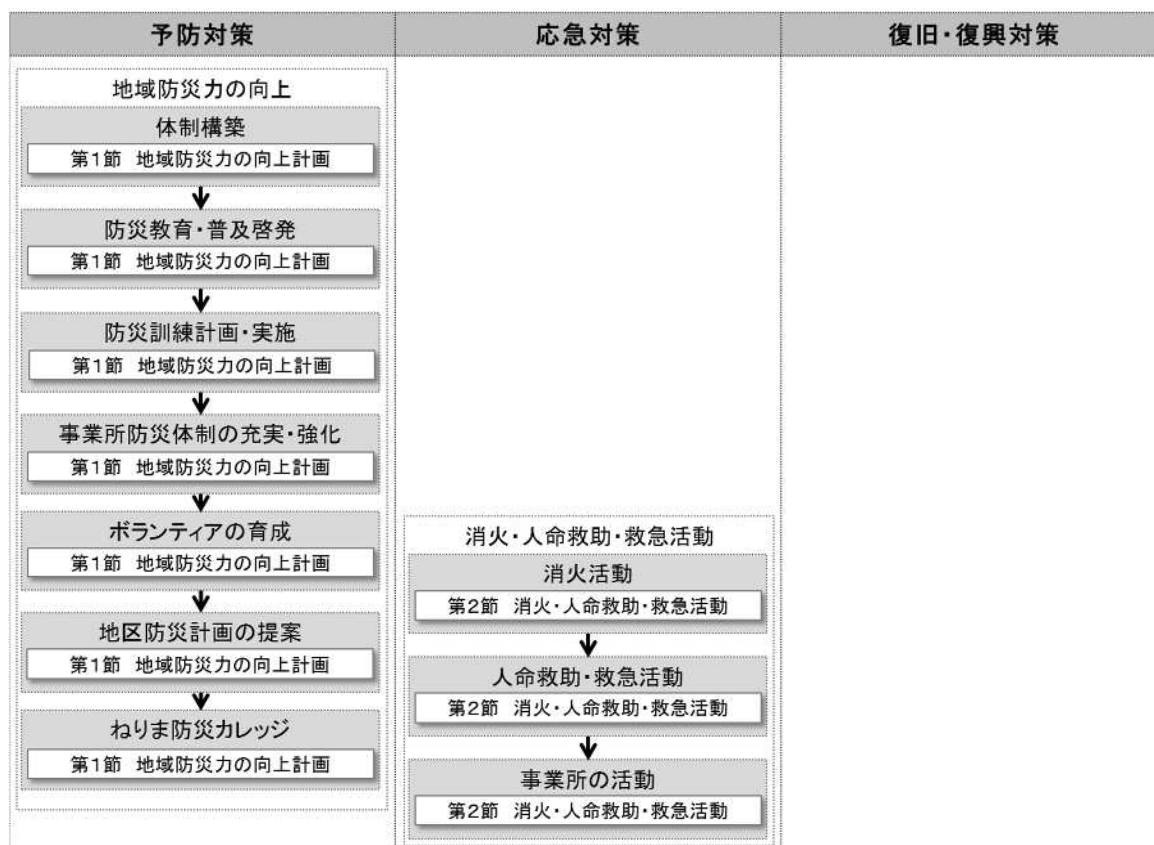 予防対策
応急対策
復旧・復興対策
地域防災力の向上
体制構築
第1節 地域防災力の向上計画
防災教育・普及啓発
第1節 地域防災力の向上計画
防災訓練計画・実施
第1節 地域防災力の向上計画
事業所防災体制の充実・強化
第1節 地域防災力の向上計画
ボランティアの育成
第1節 地域防災力の向上計画
地区防災計画の提案
第1節 地域防災力の向上計画
ねりま防災カレッジ
第1節 地域防災力の向上計画
消火・人命救助・救急活動
消火活動
第2節 消火・人命救助・救急活動
人命救助・救急活動
第2節 消火・人命救助・救急活動
事業所の活動
第2節 消火・人命救助・救急活動